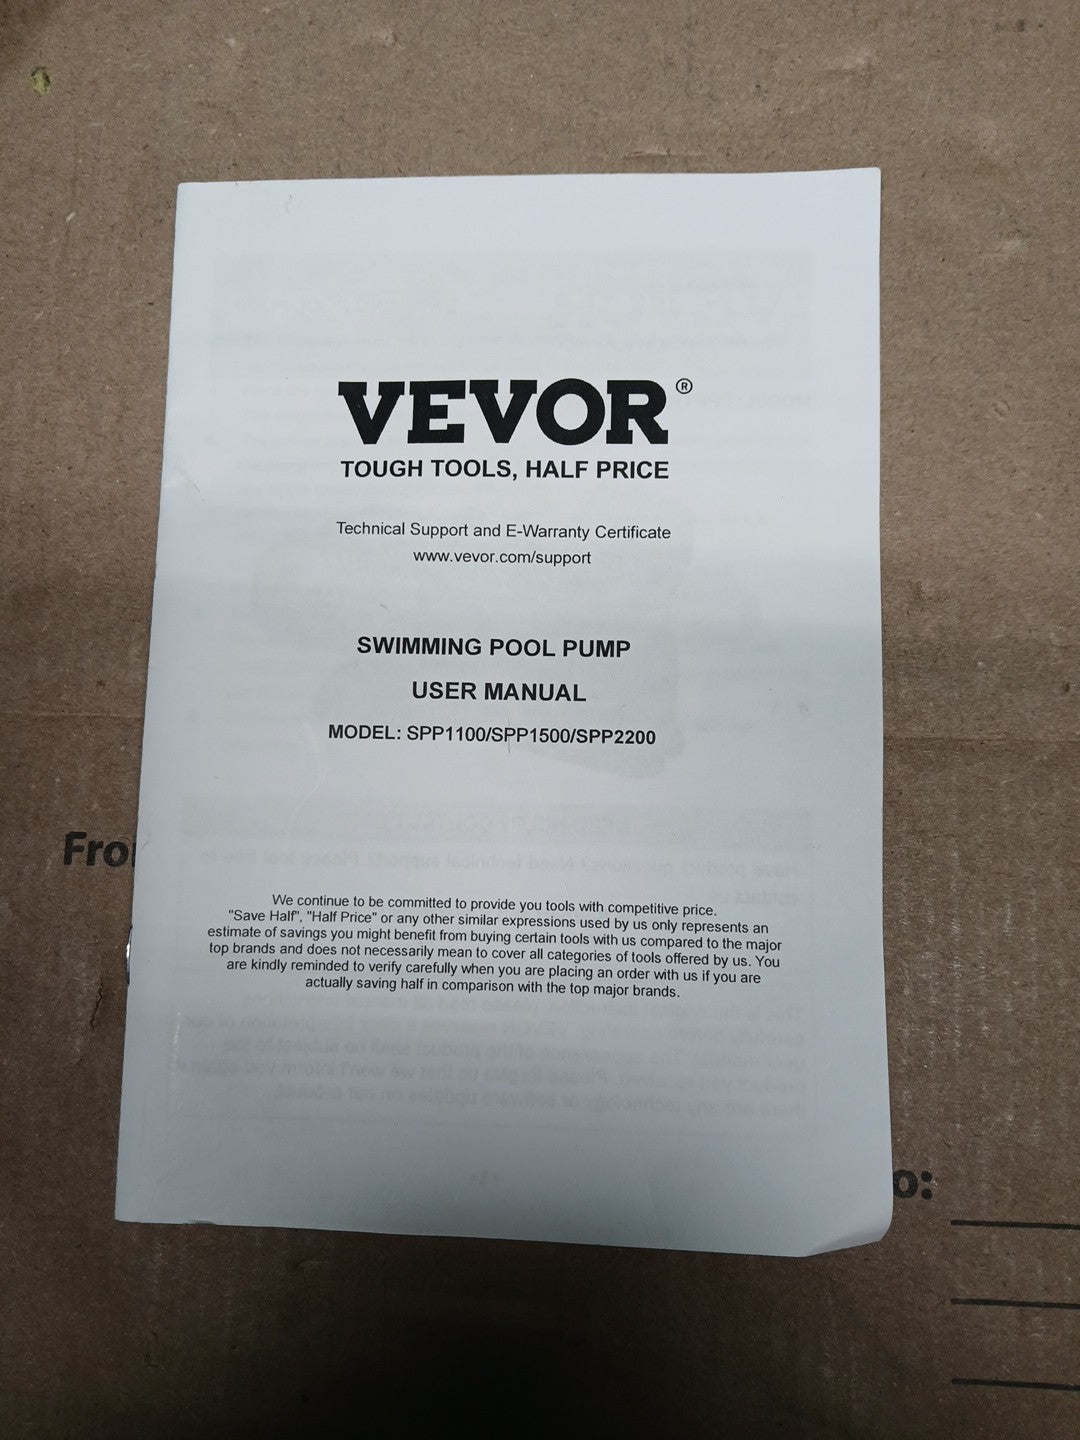 VEVOR®
TOUGH TOOLS, HALF PRICE
Technical Support and E-Warranty Certificate
www.vevor.com/support
SWIMMING POOL PUMP
USER MANUAL
MODEL: SPP1100/SPP1500/SPP2200
Fro
We continue to be committed to provide you tools with competitive price.
"Save Half", "Half Price" or any other similar expressions used by us only represents an
estimate of savings you might benefit from buying certain tools with us compared to the major
top brands and does not necessarily mean to cover all categories of tools offered by us. You
are kindly reminded to verify carefully when you are placing an order with us if you are
actually saving half in comparison with the top major brands.
o: